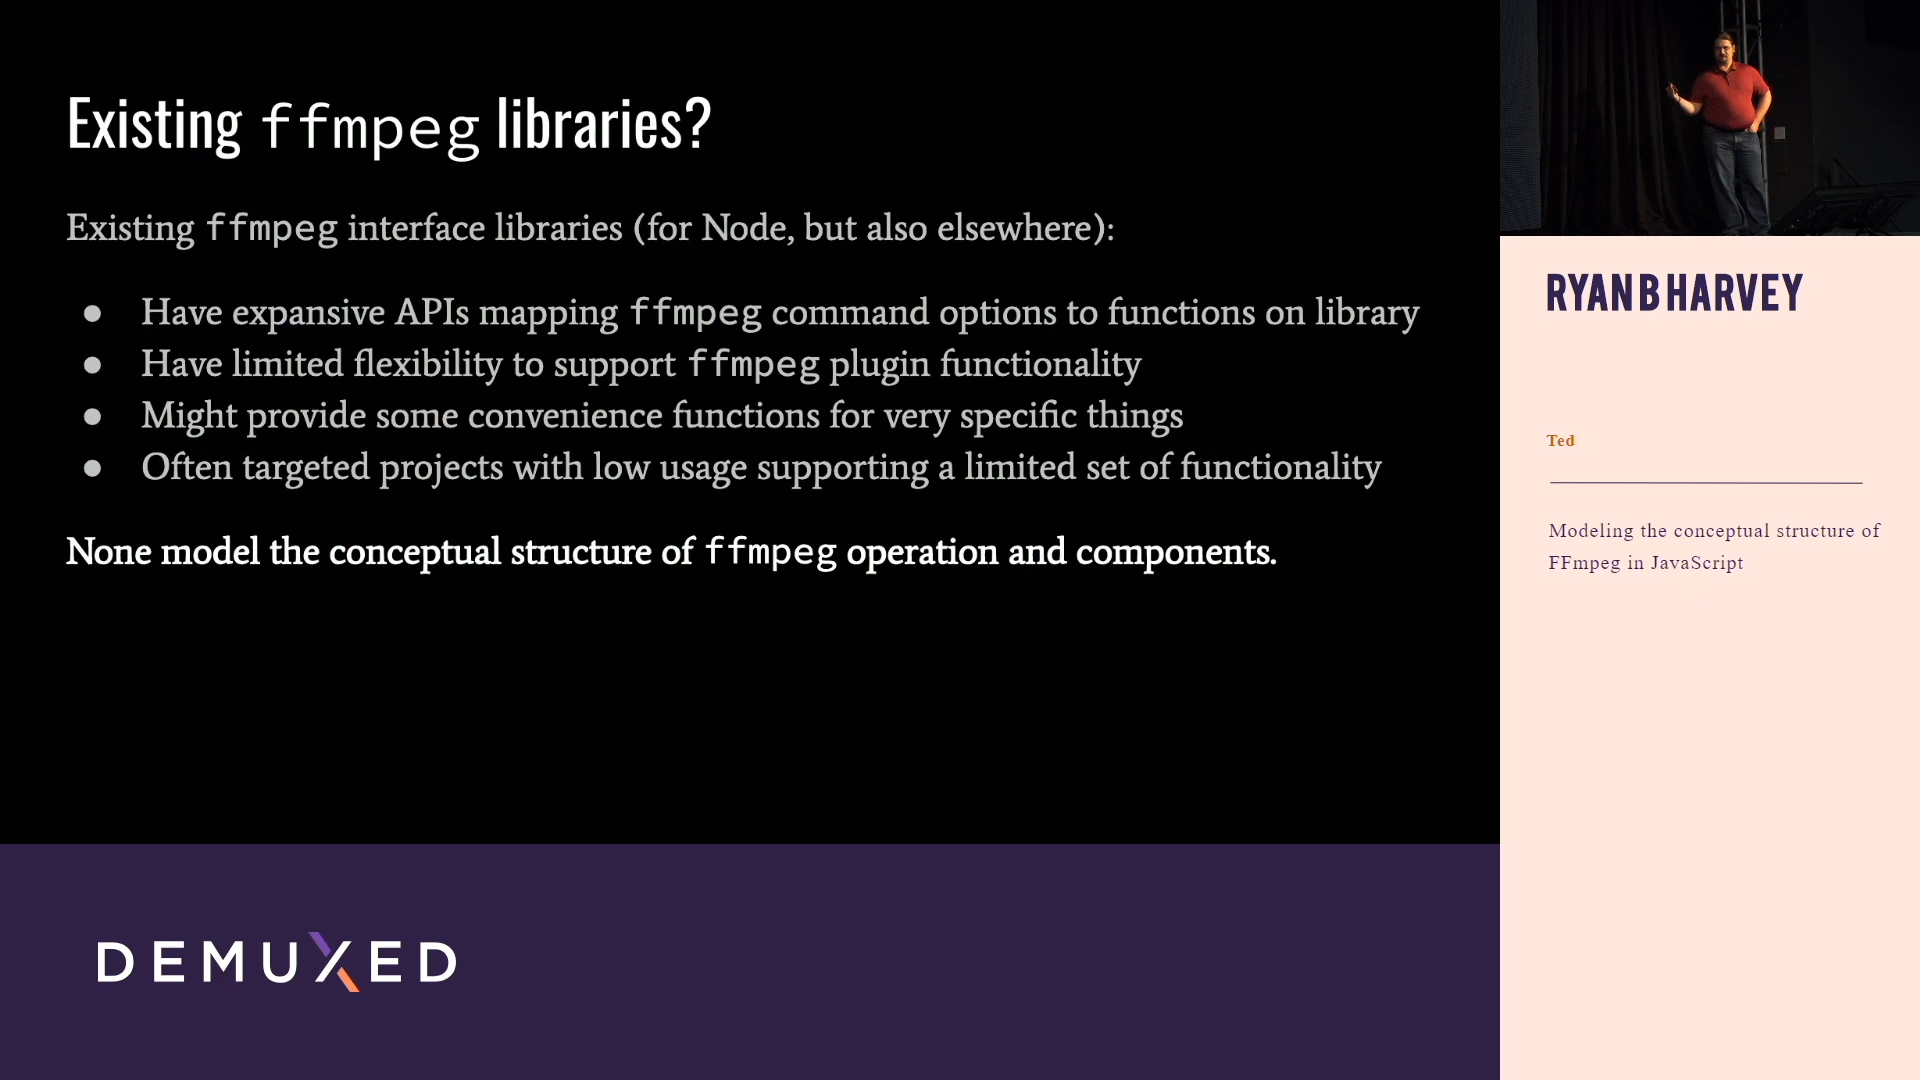 Existing ffmpeg libraries?
Existing ffmpeg interface libraries (for Node, but also elsewhere):
● Have expansive APIs mapping ffmpeg command options to functions on library
● Have limited flexibility to support ffmpeg plugin functionality
● Might provide some convenience functions for very specific things
● Often targeted projects with low usage supporting a limited set of functionality
None model the conceptual structure of ffmpeg operation and components.
DEMUXED
RYAN B HARVEY
Ted
Modeling the conceptual structure of
FFmpeg in JavaScript